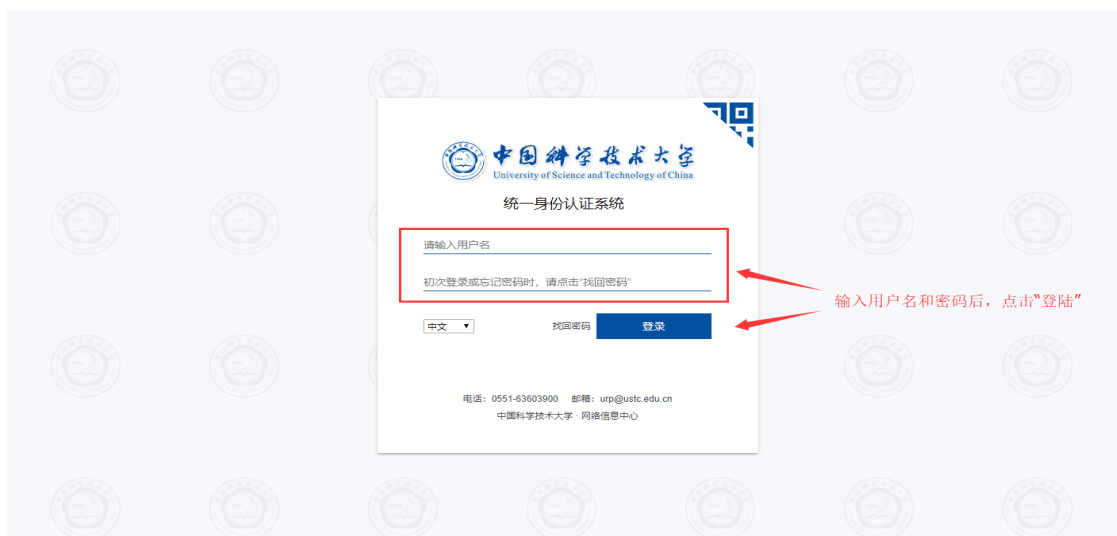 中国科学技术大学
University of Science and Technology of China
统一身份认证系统
请输入用户名
初次登录或忘记密码时，请点击“找回密码”
输入用户名和密码后，点击“登陆”
中文 找回密码 登录
电话：0551-63603900 邮箱：urp@ustc.edu.cn
中国科学技术大学 · 网络信息中心